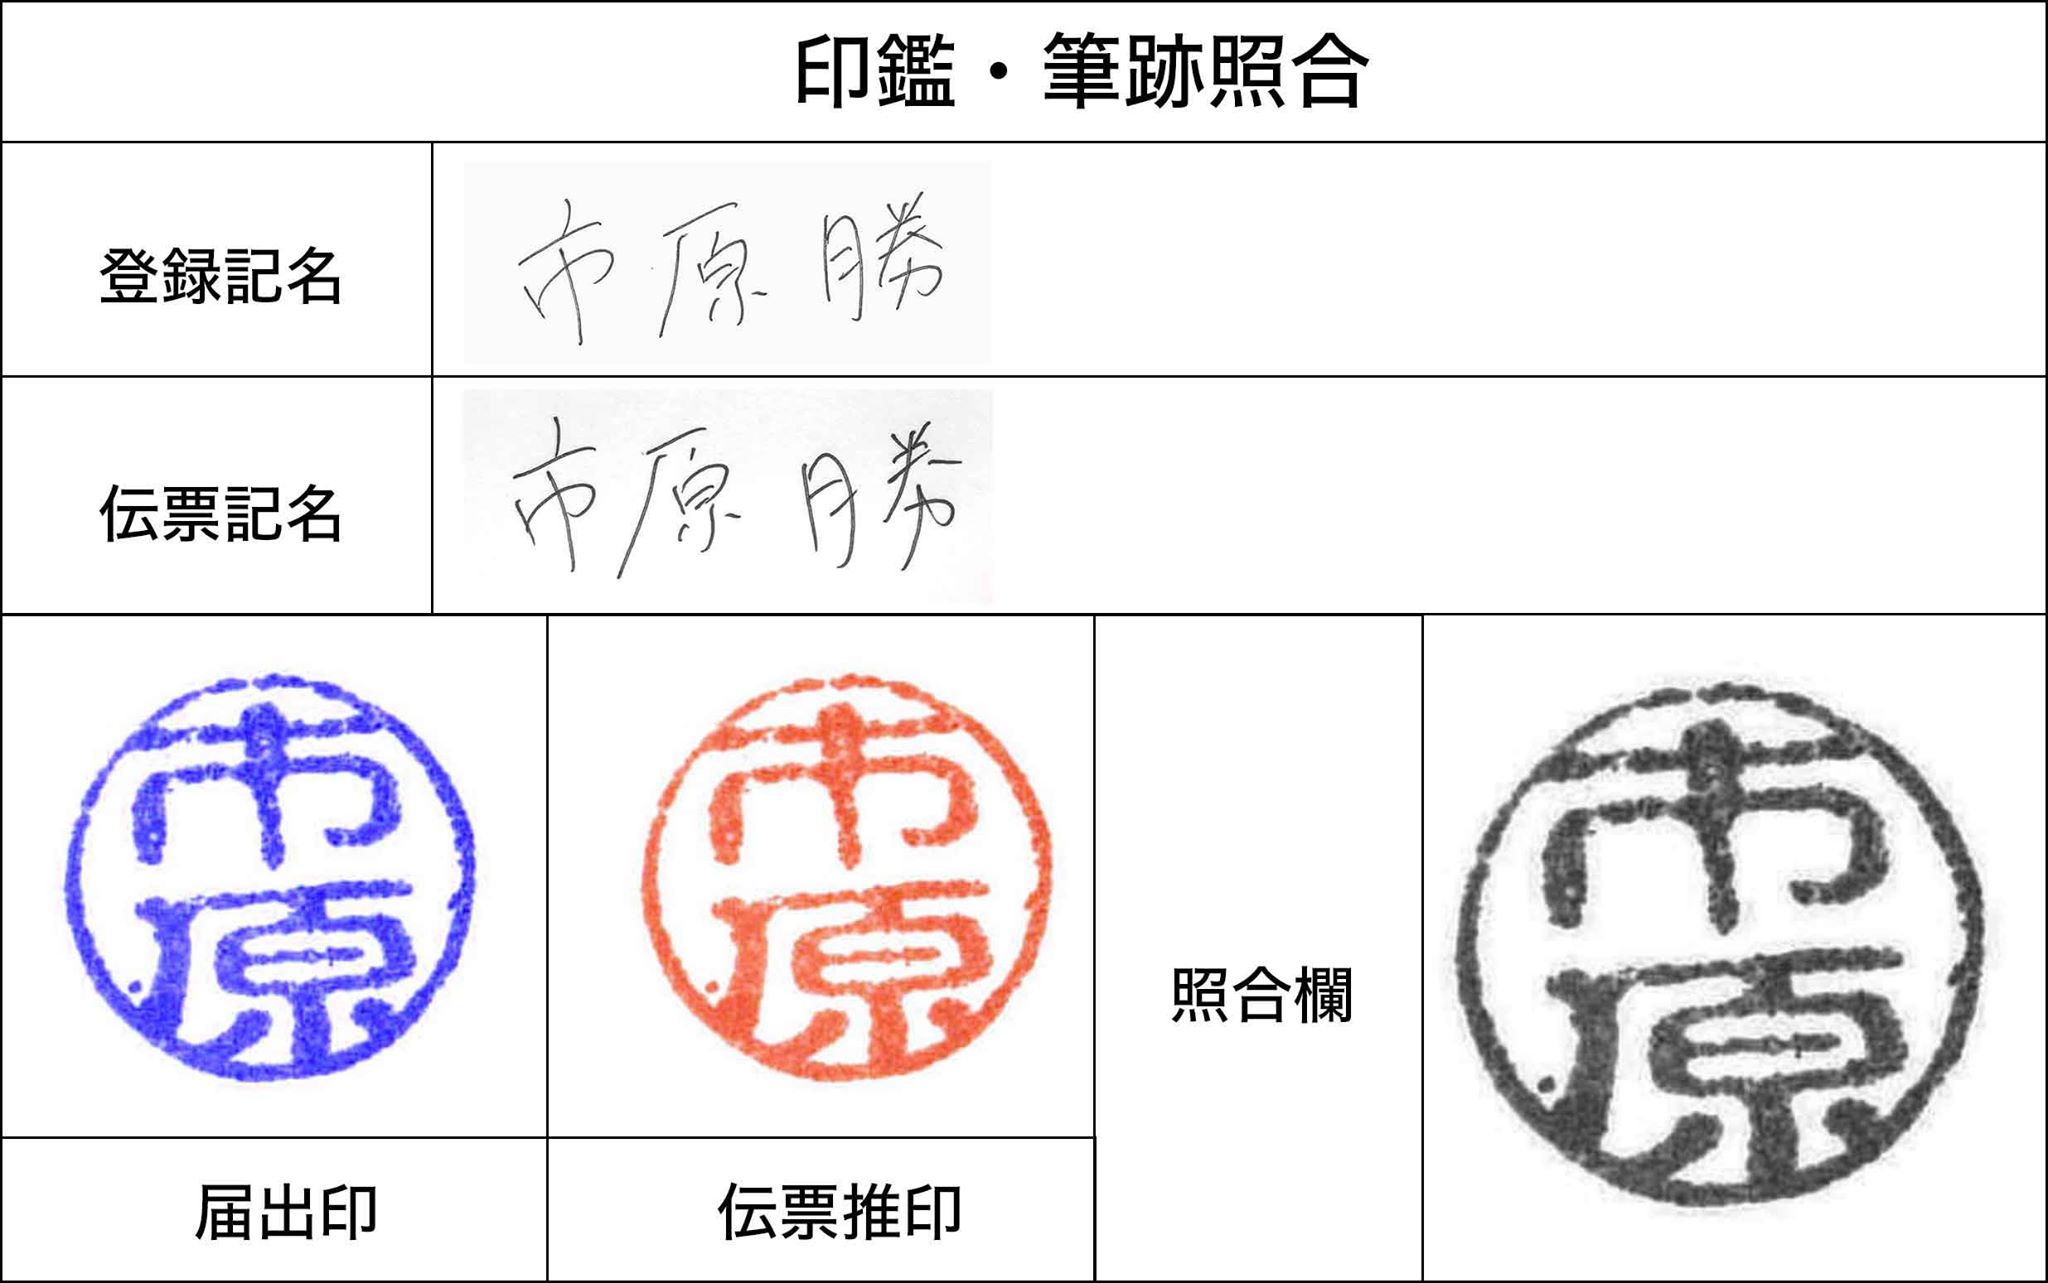 印鑑・筆跡照合
登録記名
市原 勝
伝票記名
市原 勝
市原
市原
照合欄
市原
届出印
伝票推印